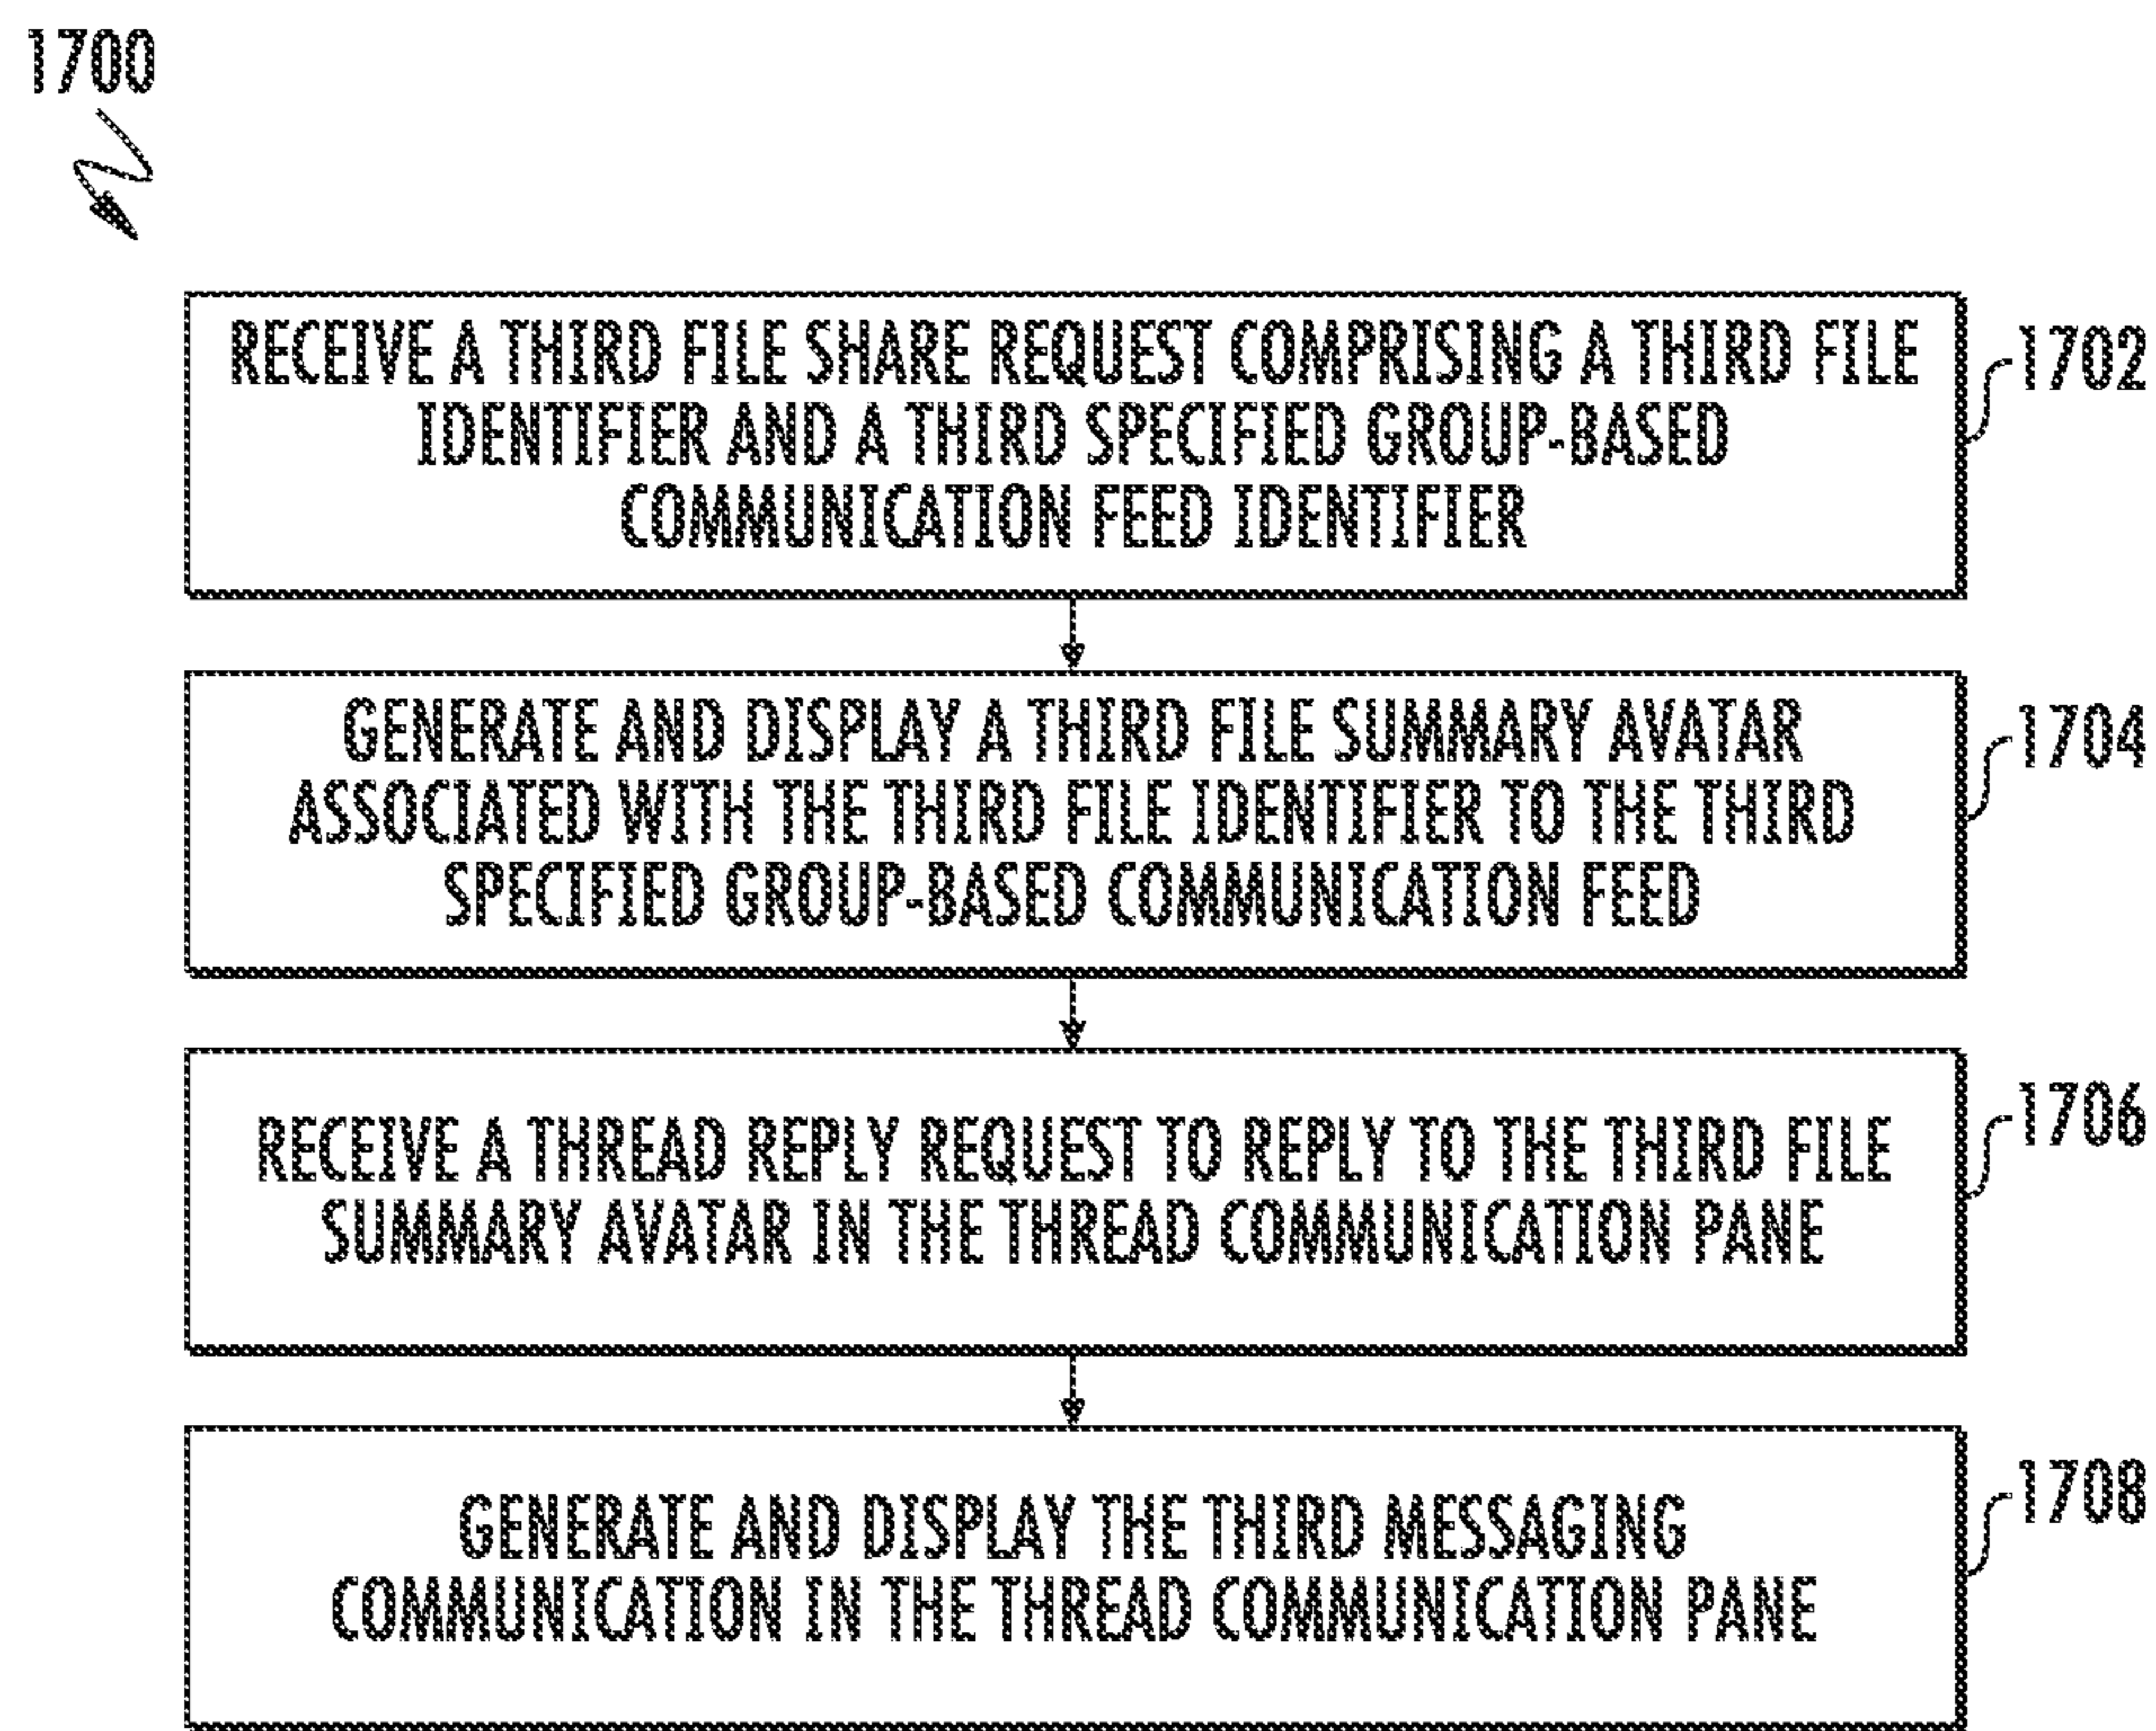 1700
RECEIVE A THIRD FILE SHARE REQUEST COMPRISING A THIRD FILE
IDENTIFIER AND A THIRD SPECIFIED GROUP-BASED
COMMUNICATION FEED IDENTIFIER
1702
GENERATE AND DISPLAY A THIRD FILE SUMMARY AVATAR
ASSOCIATED WITH THE THIRD FILE IDENTIFIER TO THE THIRD
SPECIFIED GROUP-BASED COMMUNICATION FEED
1704
RECEIVE A THREAD REPLY REQUEST TO REPLY TO THE THIRD FILE
SUMMARY AVATAR IN THE THREAD COMMUNICATION PANE
1706
GENERATE AND DISPLAY THE THIRD MESSAGING
COMMUNICATION IN THE THREAD COMMUNICATION PANE
1708